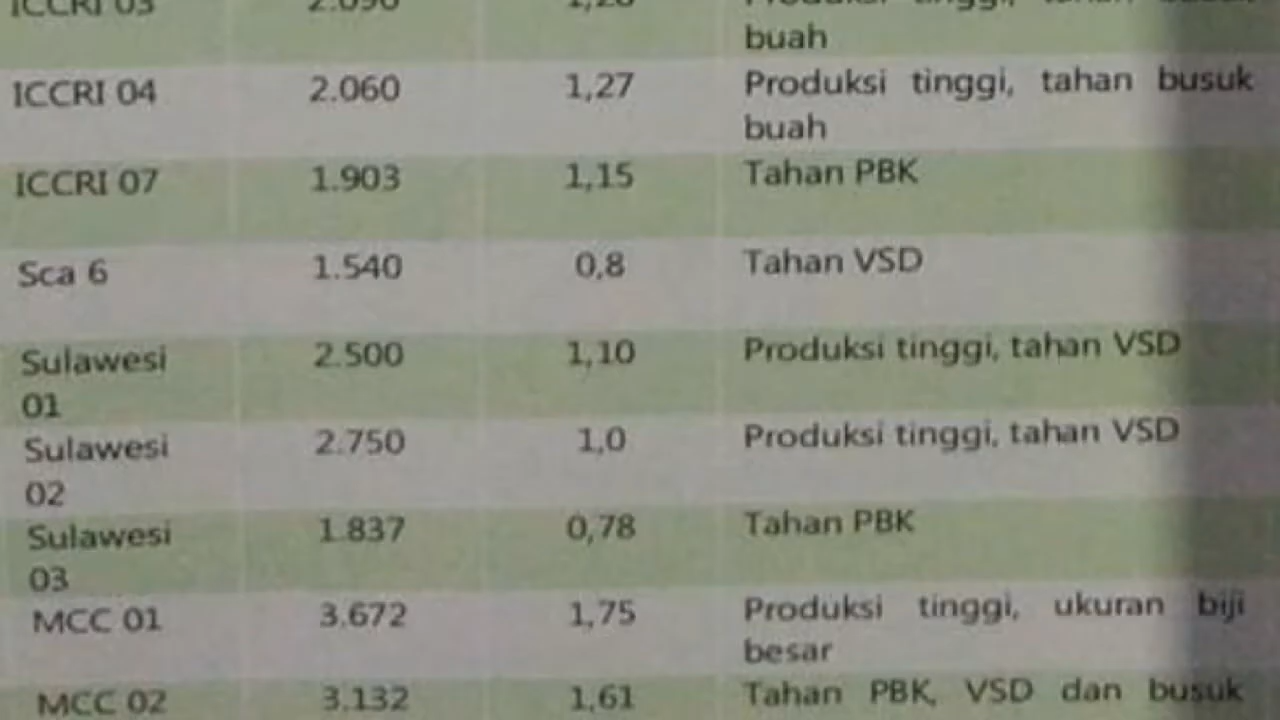 ICCRI 03 2.090
buah
ICCRI 04 2.060 1,27 Produksi tinggi, tahan busuk
buah
ICCRI 07 1.903 1,15 Tahan PBK
Sca 6 1.540 0,8 Tahan VSD
Sulawesi 2.500 1,10 Produksi tinggi, tahan VSD
01
Sulawesi 2.750 1,0 Produksi tinggi, tahan VSD
02
Sulawesi 1.837 0,78 Tahan PBK
03
MCC 01 3.672 1,75 Produksi tinggi, ukuran biji
besar
MCC 02 3.132 1,61 Tahan PBK, VSD dan busuk